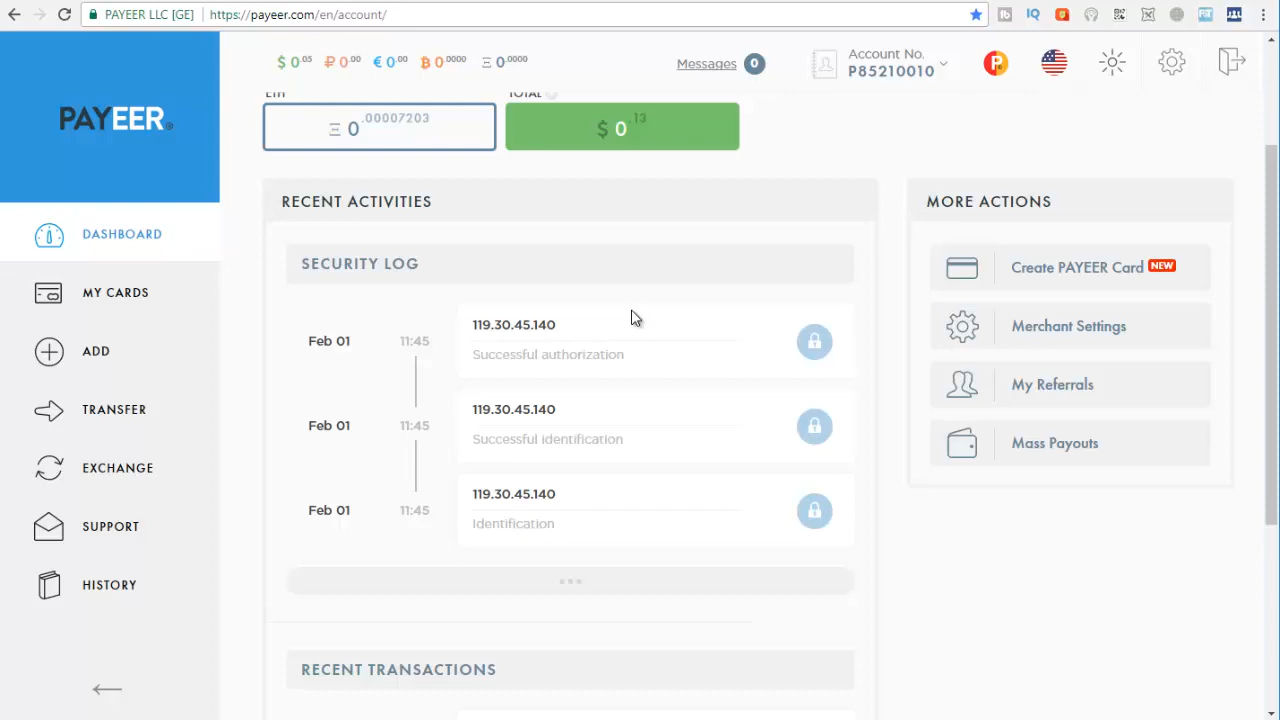 PAYEER LLC [GE] https://payeer.com/en/account/
PAYEER
$ 0.05 ₽ 0.00 € 0.00 ₿ 0.0000 Ξ 0.0000
Messages 0
Account No.
P85210010
ETH
TOTAL
Ξ 0.00007203
$ 0.13
DASHBOARD
MY CARDS
ADD
TRANSFER
EXCHANGE
SUPPORT
HISTORY
RECENT ACTIVITIES
SECURITY LOG
Feb 01 11:45 119.30.45.140
Successful authorization
Feb 01 11:45 119.30.45.140
Successful identification
Feb 01 11:45 119.30.45.140
Identification
RECENT TRANSACTIONS
MORE ACTIONS
Create PAYEER Card NEW
Merchant Settings
My Referrals
Mass Payouts